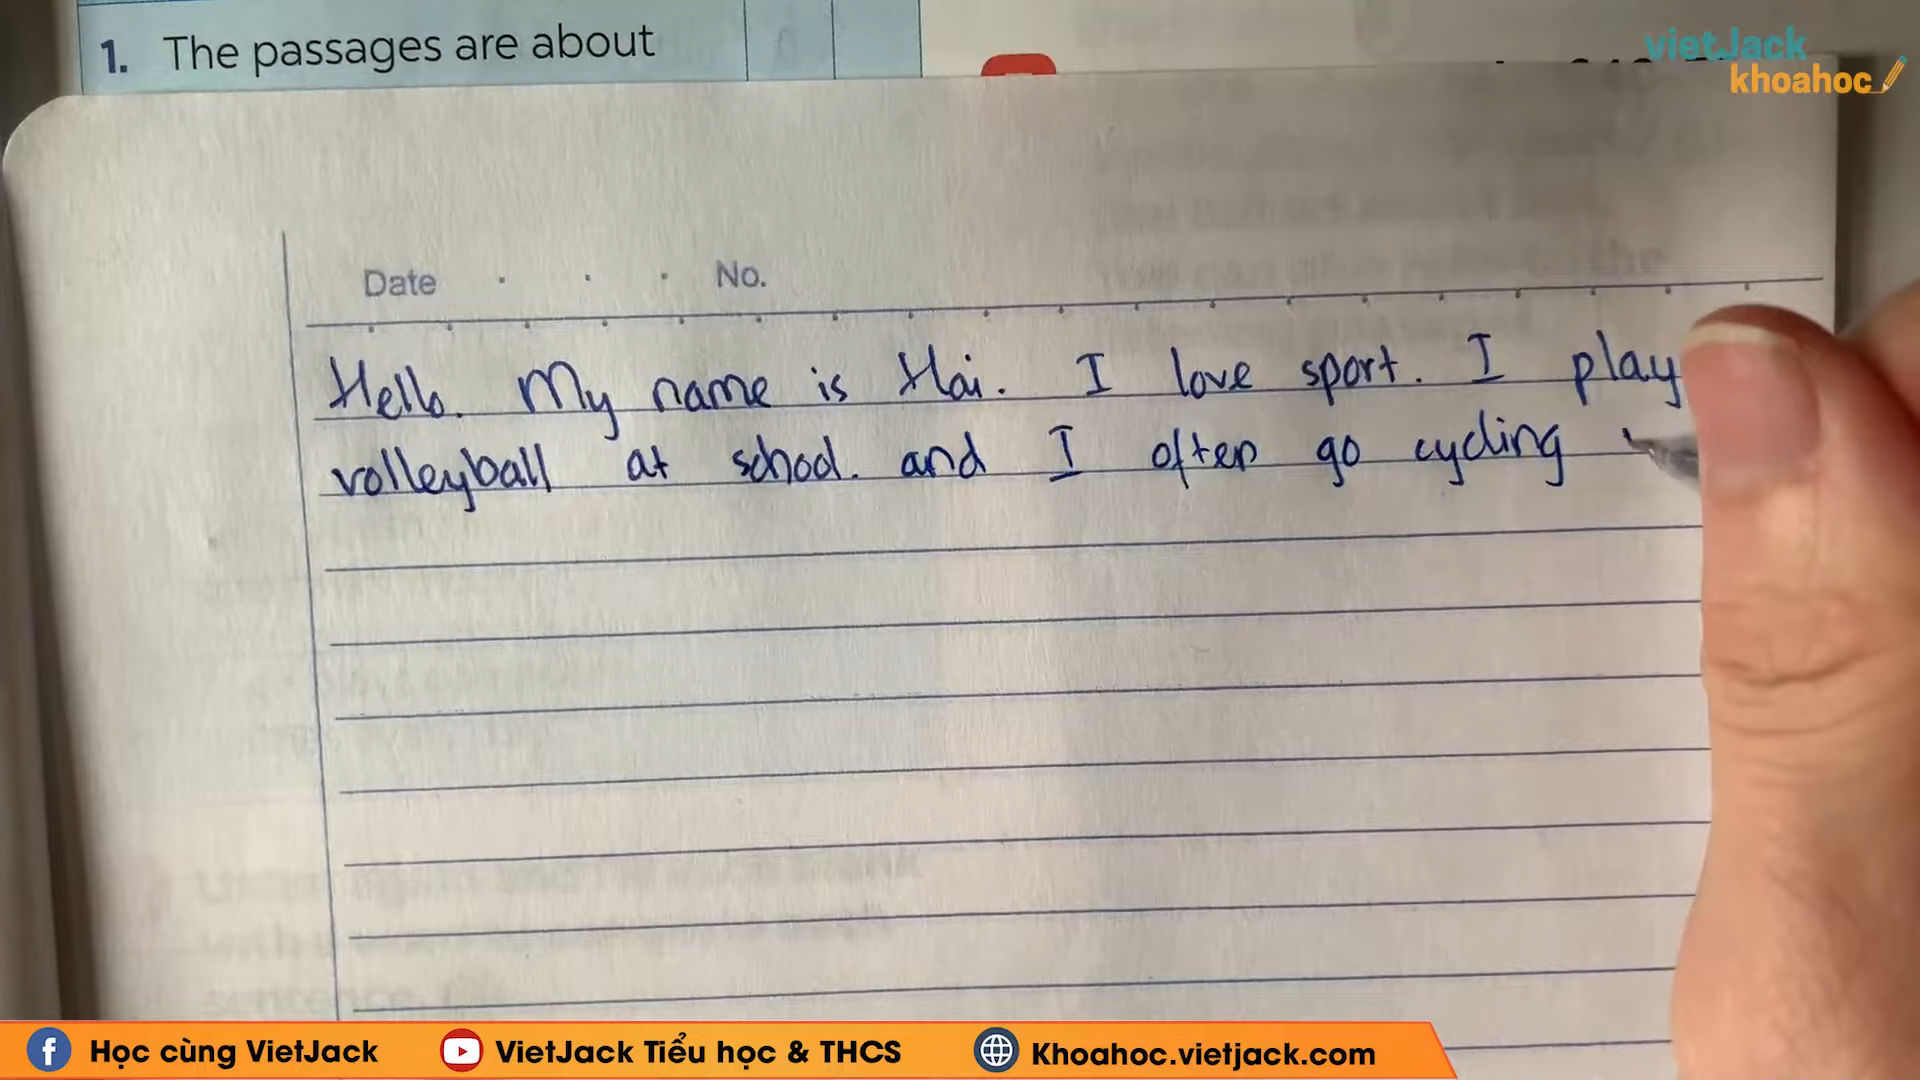 1. The passages are about
vietJack
khoahoc
Date . . . No.
Hello. My name is Hai. I love sport. I play
volleyball at school. and I often go cycling
Học cùng VietJack
VietJack Tiểu học & THCS
Khoahoc.vietjack.com